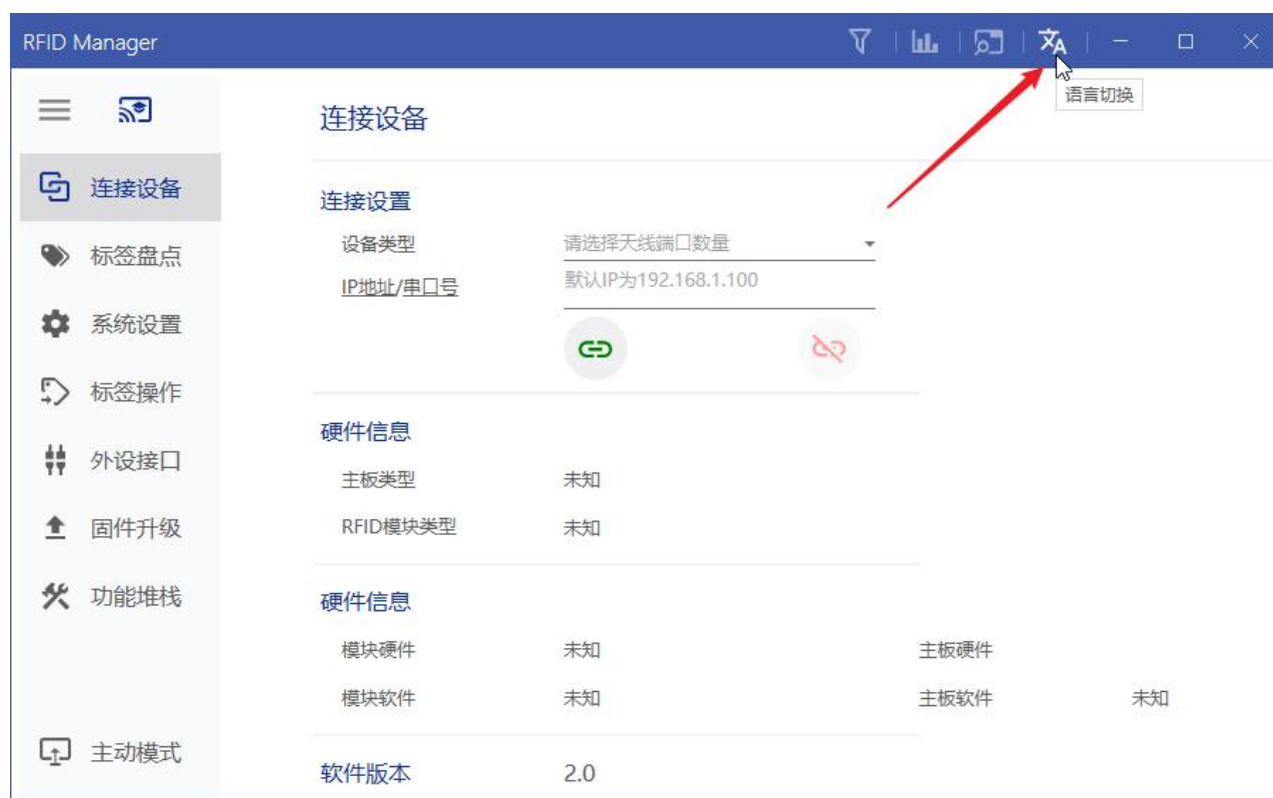 RFID Manager
语言切换
连接设备
标签盘点
系统设置
标签操作
外设接口
固件升级
功能堆栈
主动模式
连接设备
连接设置
设备类型 请选择天线端口数量
IP地址/串口号 默认IP为192.168.1.100
硬件信息
主板类型 未知
RFID模块类型 未知
硬件信息
模块硬件 未知 主板硬件
模块软件 未知 主板软件 未知
软件版本 2.0